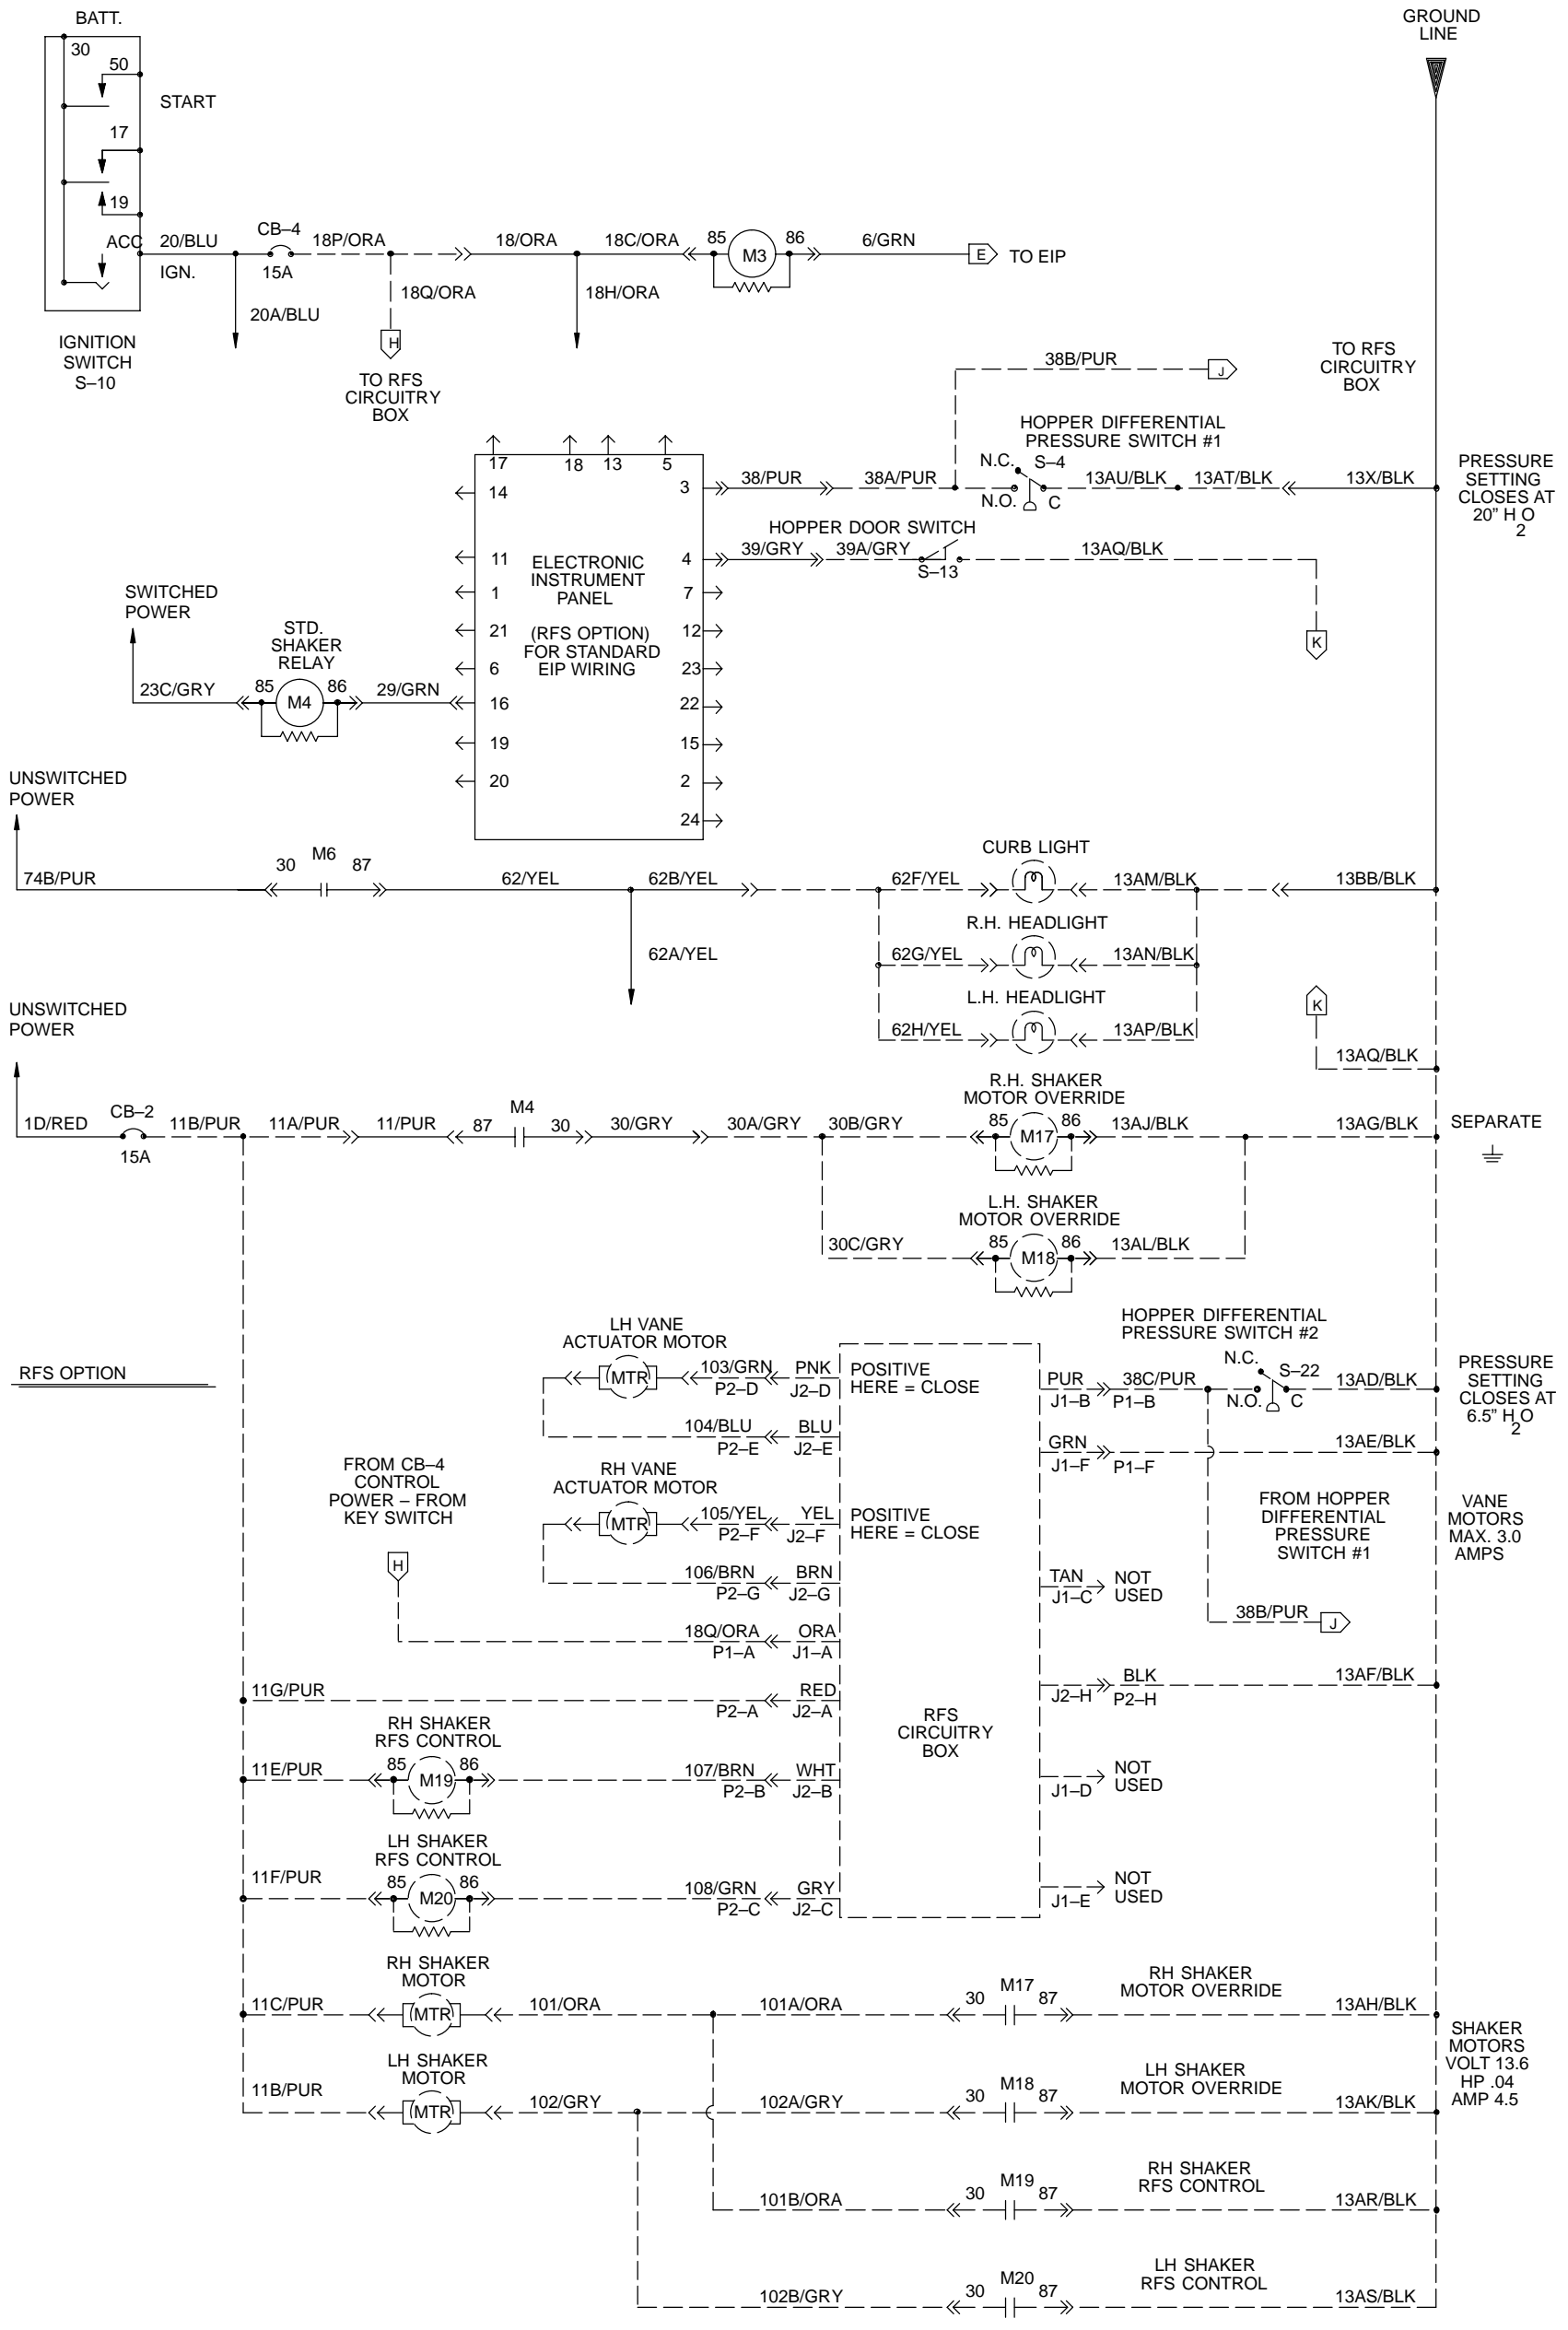 BATT.
GROUND
LINE
30
50
START
17
19
ACC
20/BLU
CB–4
18P/ORA
18/ORA
18C/ORA
85
86
6/GRN
M3
E
TO EIP
IGN.
15A
18Q/ORA
18H/ORA
20A/BLU
H
IGNITION
SWITCH
S–10
TO RFS
CIRCUITRY
BOX
38B/PUR
J
TO RFS
CIRCUITRY
BOX
HOPPER DIFFERENTIAL
PRESSURE SWITCH #1
17
18
13
5
14
3
38/PUR
38A/PUR
N.C.
S–4
N.O.
C
13AU/BLK
13AT/BLK
13X/BLK
PRESSURE
SETTING
CLOSES AT
20" H O
2
HOPPER DOOR SWITCH
11
4
39/GRY
39A/GRY
S–13
13AQ/BLK
ELECTRONIC
INSTRUMENT
PANEL
1
7
SWITCHED
POWER
STD.
SHAKER
RELAY
21
(RFS OPTION)
FOR STANDARD
EIP WIRING
12
K
6
23
23C/GRY
85
M4
86
29/GRN
16
22
19
15
20
2
24
UNSWITCHED
POWER
M6
CURB LIGHT
74B/PUR
30
87
62/YEL
62B/YEL
62F/YEL
13AM/BLK
13BB/BLK
R.H. HEADLIGHT
62A/YEL
62G/YEL
13AN/BLK
L.H. HEADLIGHT
62H/YEL
13AP/BLK
K
13AQ/BLK
UNSWITCHED
POWER
R.H. SHAKER
MOTOR OVERRIDE
1D/RED
CB–2
15A
11B/PUR
11A/PUR
11/PUR
87
M4
30
30/GRY
30A/GRY
30B/GRY
85
M17
86
13AJ/BLK
13AG/BLK
SEPARATE
L.H. SHAKER
MOTOR OVERRIDE
30C/GRY
85
M18
86
13AL/BLK
RFS OPTION
LH VANE
ACTUATOR MOTOR
MTR
103/GRN
P2–D
PNK
J2–D
POSITIVE
HERE = CLOSE
HOPPER DIFFERENTIAL
PRESSURE SWITCH #2
PUR
J1–B
38C/PUR
P1–B
N.C.
S–22
N.O.
C
13AD/BLK
PRESSURE
SETTING
CLOSES AT
6.5" H O
2
104/BLU
P2–E
BLU
J2–E
GRN
J1–F
P1–F
13AE/BLK
FROM CB–4
CONTROL
POWER – FROM
KEY SWITCH
RH VANE
ACTUATOR MOTOR
MTR
105/YEL
P2–F
YEL
J2–F
POSITIVE
HERE = CLOSE
FROM HOPPER
DIFFERENTIAL
PRESSURE
SWITCH #1
VANE
MOTORS
MAX. 3.0
AMPS
H
106/BRN
P2–G
BRN
J2–G
TAN
J1–C
NOT
USED
38B/PUR
J
18Q/ORA
P1–A
ORA
J1–A
11G/PUR
P2–A
RED
J2–A
BLK
J2–H
P2–H
13AF/BLK
RFS
CIRCUITRY
BOX
RH SHAKER
RFS CONTROL
11E/PUR
85
M19
86
107/BRN
P2–B
WHT
J2–B
J1–D
NOT
USED
LH SHAKER
RFS CONTROL
11F/PUR
85
M20
86
108/GRN
P2–C
GRY
J2–C
J1–E
NOT
USED
RH SHAKER
MOTOR
11C/PUR
MTR
101/ORA
101A/ORA
30
M17
87
RH SHAKER
MOTOR OVERRIDE
13AH/BLK
LH SHAKER
MOTOR
11B/PUR
MTR
102/GRY
102A/GRY
30
M18
87
LH SHAKER
MOTOR OVERRIDE
13AK/BLK
SHAKER
MOTORS
VOLT 13.6
HP .04
AMP 4.5
101B/ORA
30
M19
87
RH SHAKER
RFS CONTROL
13AR/BLK
102B/GRY
30
M20
87
LH SHAKER
RFS CONTROL
13AS/BLK